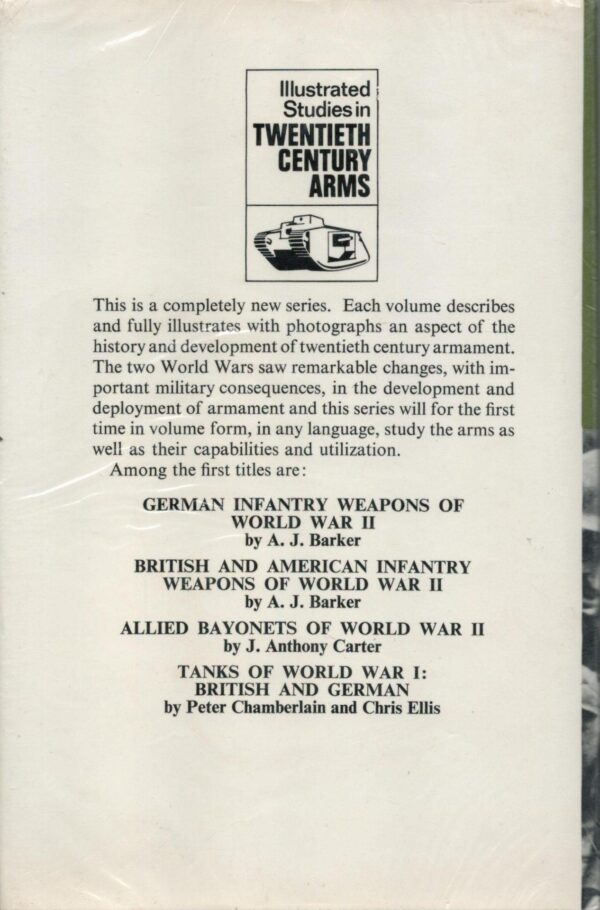 Illustrated
Studies in
TWENTIETH
CENTURY
ARMS
This is a completely new series. Each volume describes
and fully illustrates with photographs an aspect of the
history and development of twentieth century armament.
The two World Wars saw remarkable changes, with im-
portant military consequences, in the development and
deployment of armament and this series will for the first
time in volume form, in any language, study the arms as
well as their capabilities and utilization.
Among the first titles are:
GERMAN INFANTRY WEAPONS OF
WORLD WAR II
by A. J. Barker
BRITISH AND AMERICAN INFANTRY
WEAPONS OF WORLD WAR II
by A. J. Barker
ALLIED BAYONETS OF WORLD WAR II
by J. Anthony Carter
TANKS OF WORLD WAR I:
BRITISH AND GERMAN
by Peter Chamberlain and Chris Ellis